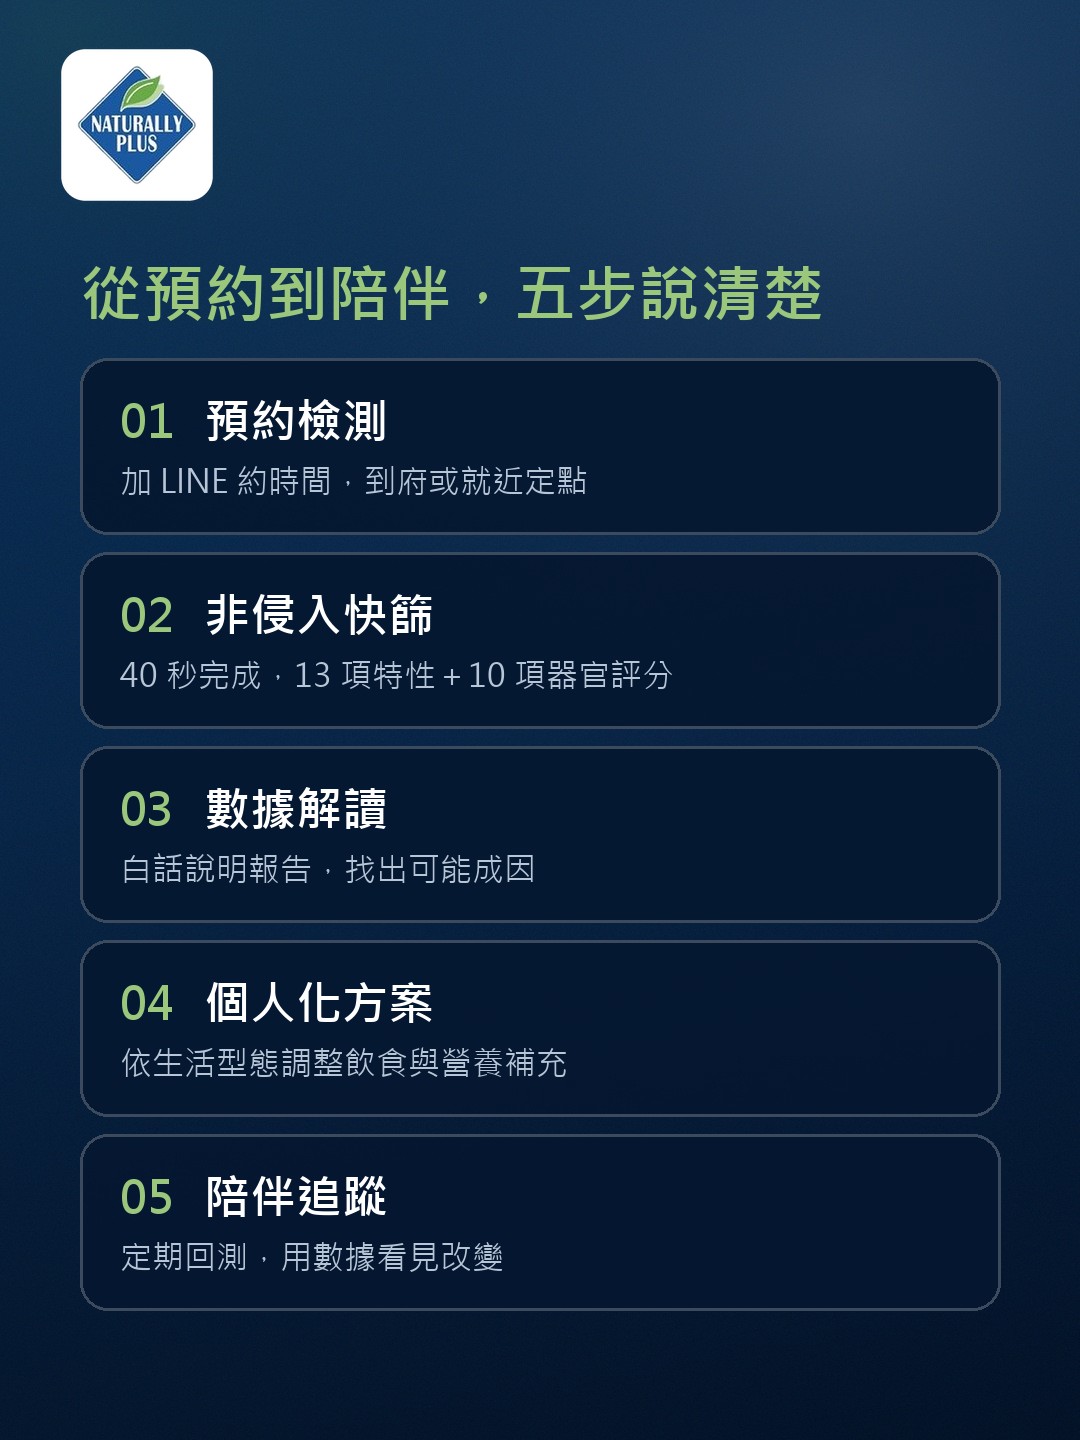 NATURALLY
PLUS
從預約到陪伴，五步說清楚
01 預約檢測
加 LINE 約時間，到府或就近定點
02 非侵入快篩
40 秒完成，13 項特性＋10 項器官評分
03 數據解讀
白話說明報告，找出可能成因
04 個人化方案
依生活型態調整飲食與營養補充
05 陪伴追蹤
定期回測，用數據看見改變